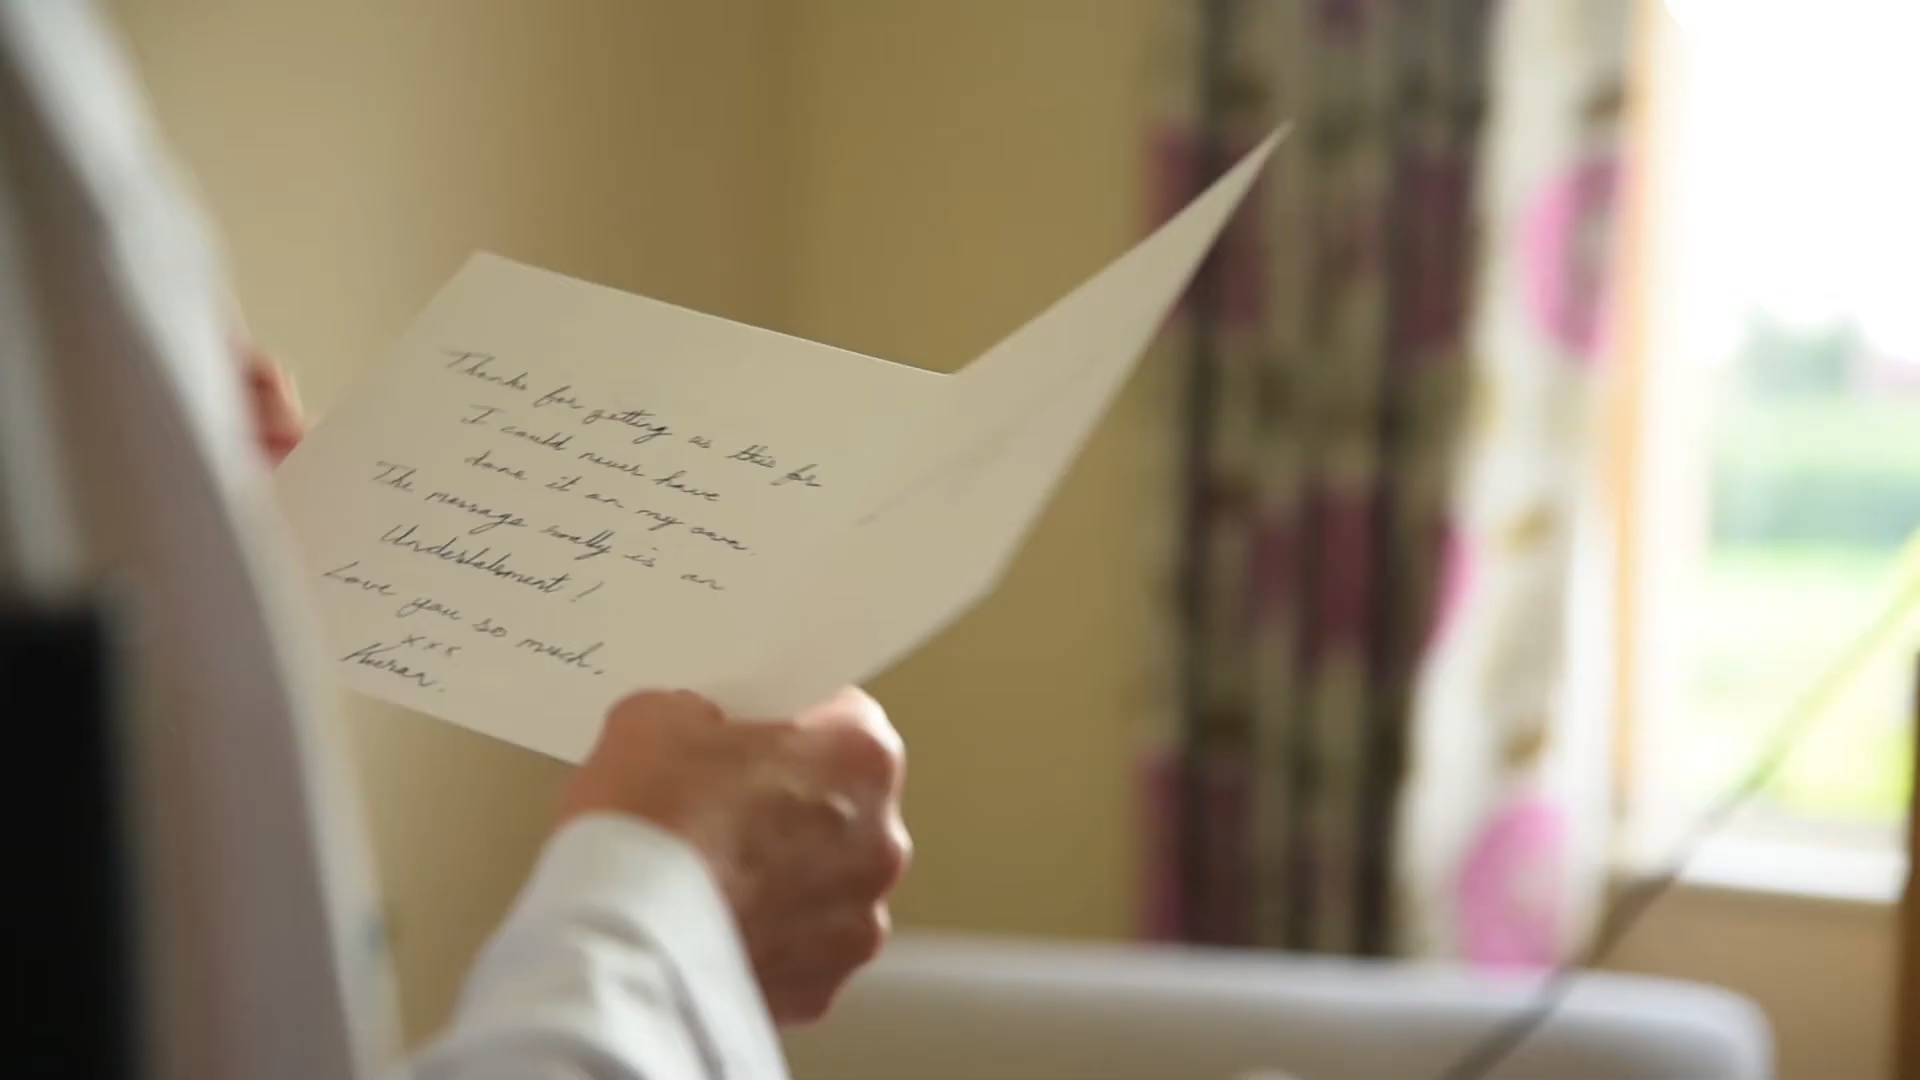 Thanks for getting us this far
I could never have
done it on my own.
The message really is an
Understatement!
Love you so much,
xxx
Kieran.